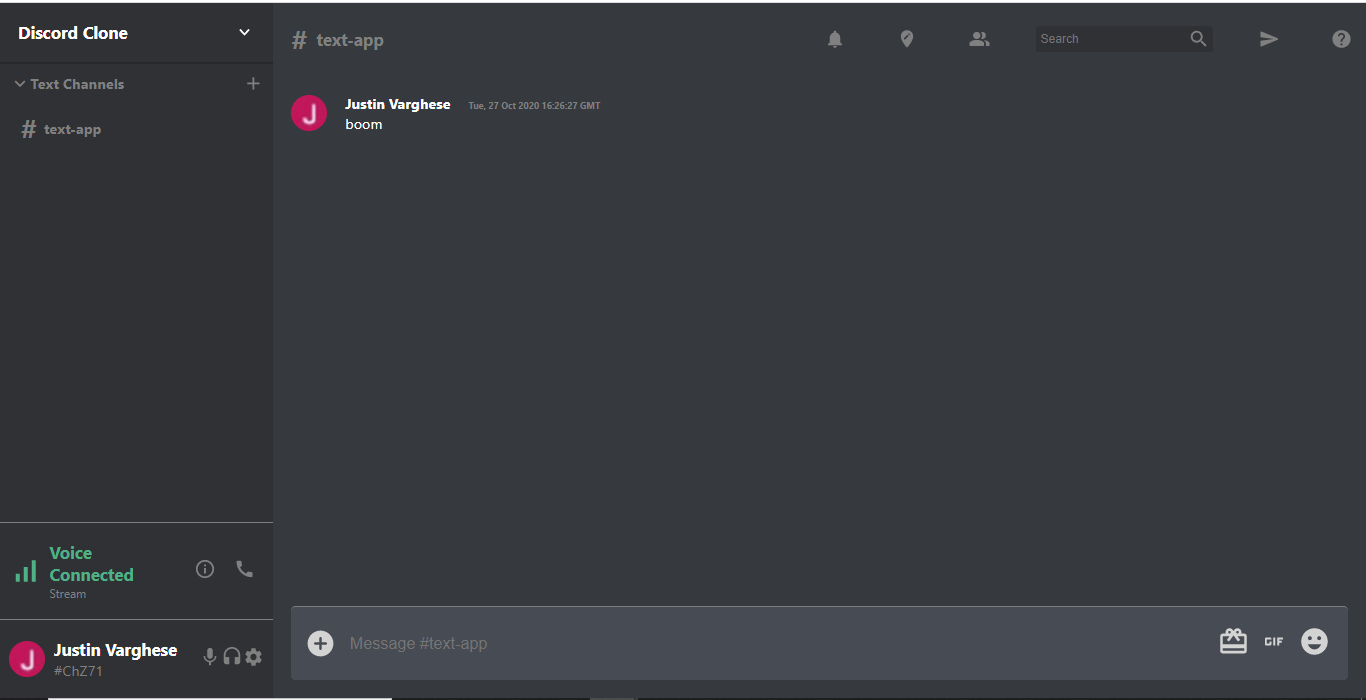 Discord Clone
Text Channels
# text-app
Voice
Connected
Stream
J
Justin Varghese
#ChZ71
# text-app
Search
J
Justin Varghese Tue, 27 Oct 2020 16:26:27 GMT
boom
Message #text-app
GIF